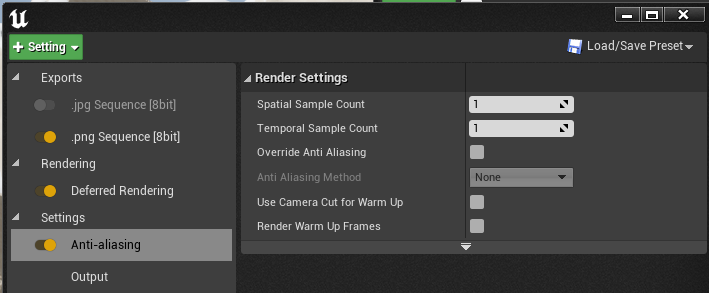 + Setting
Load/Save Preset
Exports
.jpg Sequence [8bit]
.png Sequence [8bit]
Rendering
Deferred Rendering
Settings
Anti-aliasing
Output
Render Settings
Spatial Sample Count 1
Temporal Sample Count 1
Override Anti Aliasing
Anti Aliasing Method None
Use Camera Cut for Warm Up
Render Warm Up Frames